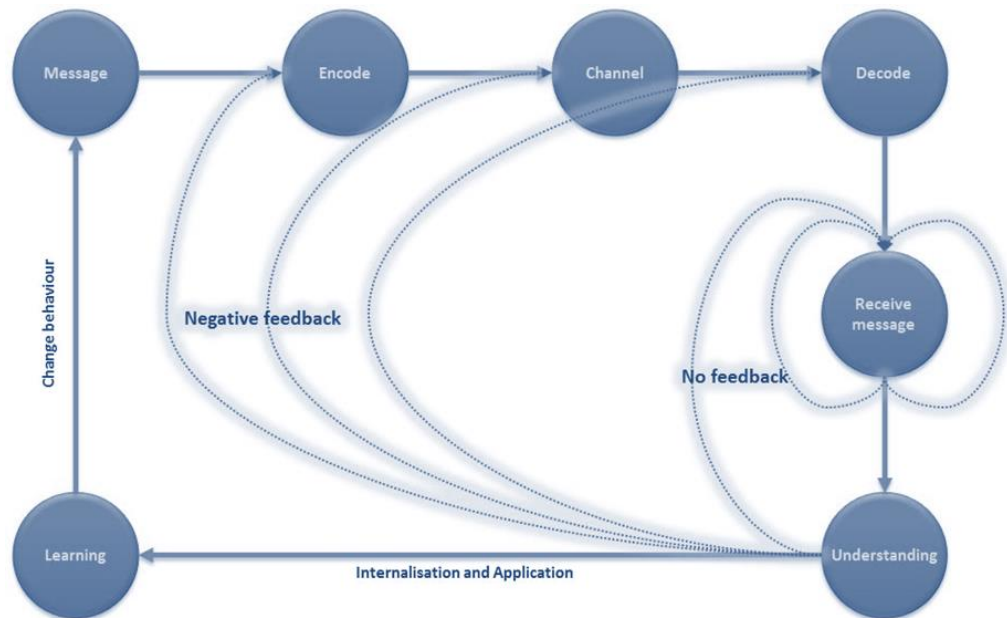 Message
Encode
Channel
Decode
Change behaviour
Negative feedback
Receive
message
No feedback
Learning
Internalisation and Application
Understanding